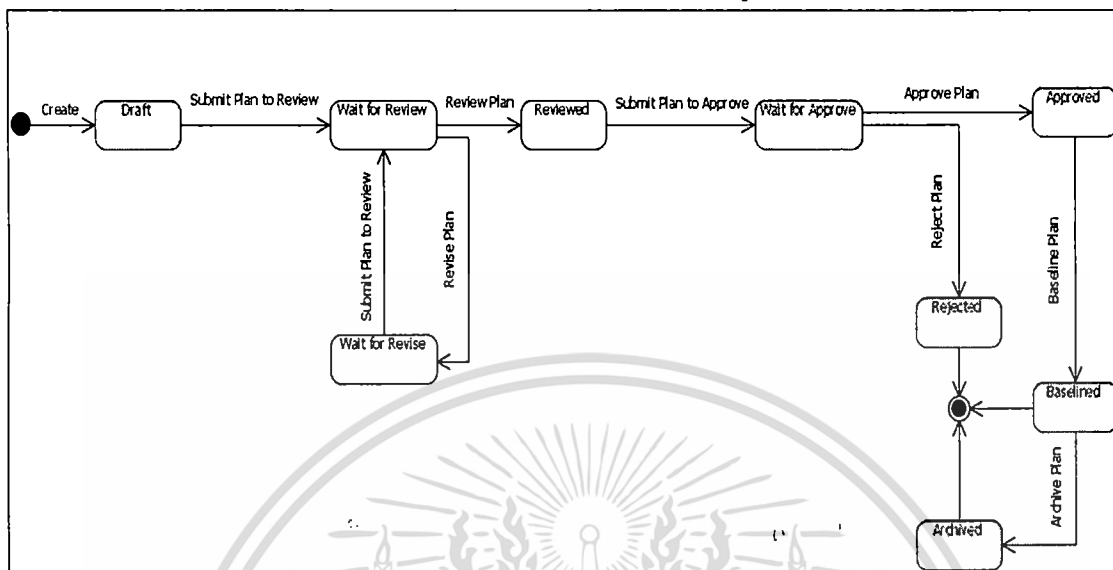 Create
Draft
Submit Plan to Review
Wait for Review
Review Plan
Reviewed
Submit Plan to Approve
Wait for Approve
Approve Plan
Approved
Submit Plan to Review
Revise Plan
Reject Plan
Baseline Plan
Wait for Revise
Rejected
Baselined
Archive Plan
Archived